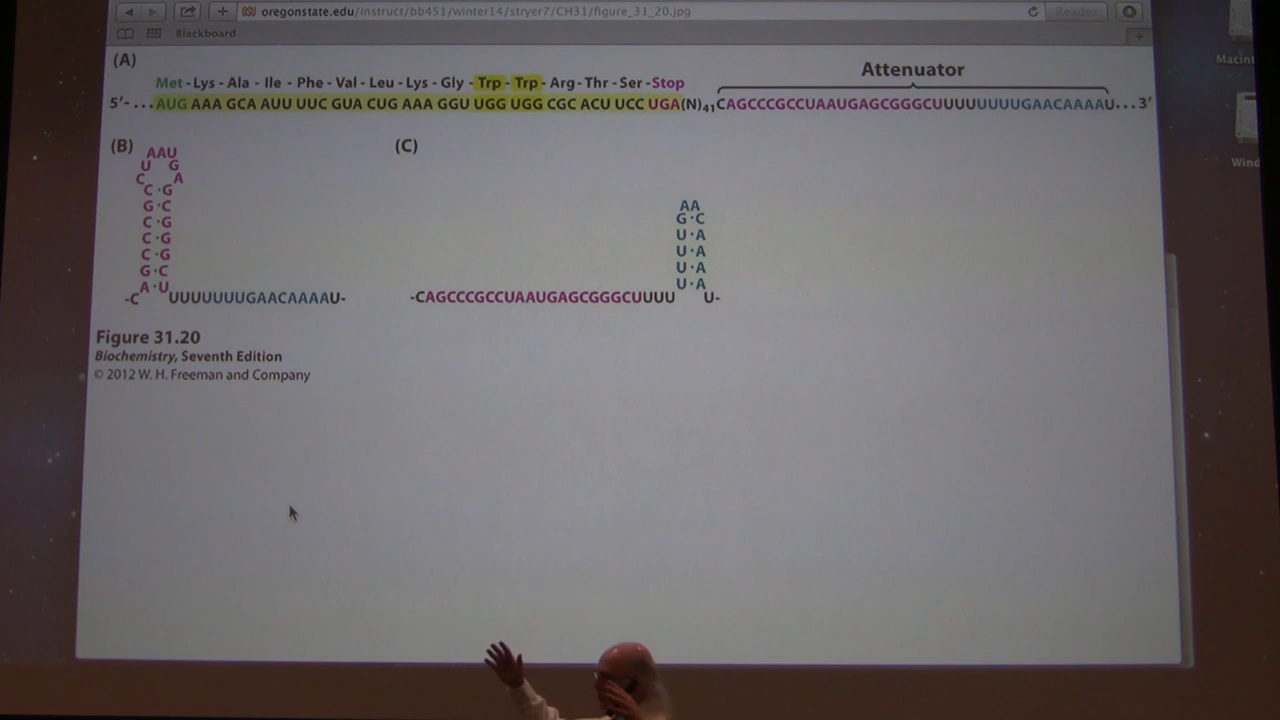 oregonstate.edu/instruct/bb451/winter14/stryer7/CH31/figure_31_20.jpg
Reader
Blackboard
Macint
Wind
(A)
Attenuator
Met - Lys - Ala - Ile - Phe - Val - Leu - Lys - Gly - Trp - Trp - Arg - Thr - Ser - Stop
5′- ... AUG AAA GCA AUU UUC GUA CUG AAA GGU UGG UGG CGC ACU UCC UGA(N)41CAGCCCGCCUAAUGAGCGGGCUUUUUUUUGAACAAAAU...3′
(B)
AAU
U G
C A
C·G
G·C
C·G
C·G
C·G
G·C
A·U
-C UUUUUUUGAACAAAAU-
(C)
AA
G·C
U·A
U·A
U·A
U·A
-CAGCCCGCCUAAUGAGCGGGCUUUU U-
Figure 31.20
Biochemistry, Seventh Edition
© 2012 W. H. Freeman and Company